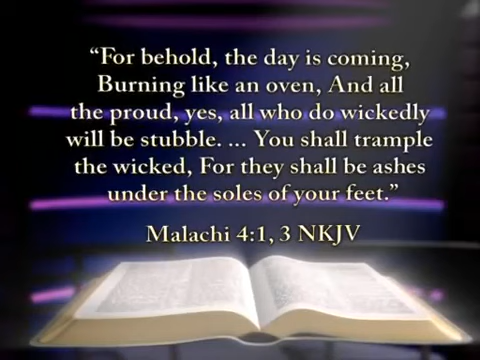 “For behold, the day is coming,
Burning like an oven, And all
the proud, yes, all who do wickedly
will be stubble. ... You shall trample
the wicked, For they shall be ashes
under the soles of your feet.”
Malachi 4:1, 3 NKJV